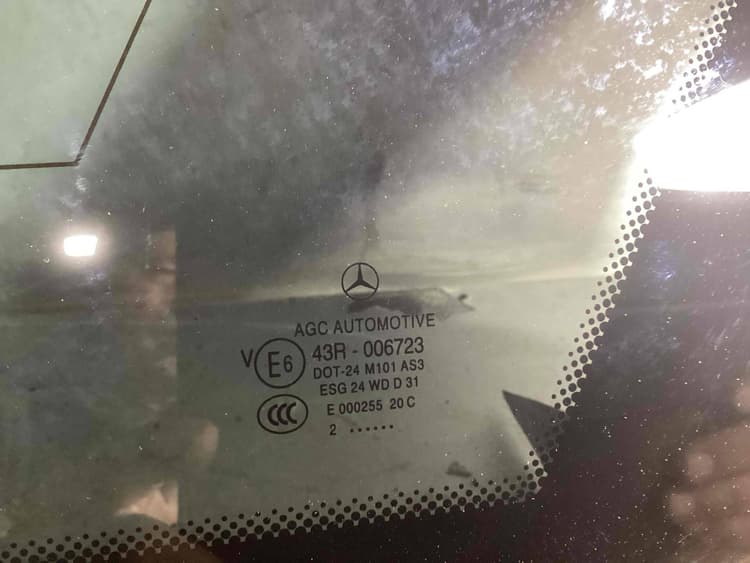 AGC AUTOMOTIVE
V E6 43R - 006723
DOT-24 M101 AS3
ESG 24 WD D 31
CCC E 000255 20 C
2 ••••••